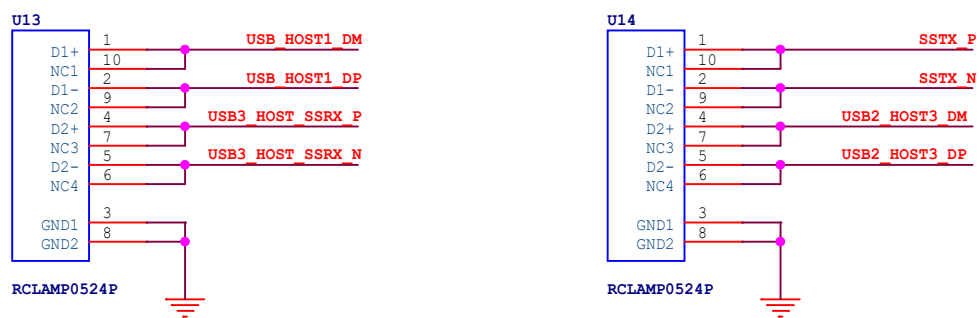 U13
D1+ 1 USB_HOST1_DM
NC1 10
D1- 2 USB_HOST1_DP
NC2 9
D2+ 4 USB3_HOST_SSRX_P
NC3 7
D2- 5 USB3_HOST_SSRX_N
NC4 6
GND1 3
GND2 8
RCLAMP0524P
U14
D1+ 1 SSTX_P
NC1 10
D1- 2 SSTX_N
NC2 9
D2+ 4 USB2_HOST3_DM
NC3 7
D2- 5 USB2_HOST3_DP
NC4 6
GND1 3
GND2 8
RCLAMP0524P